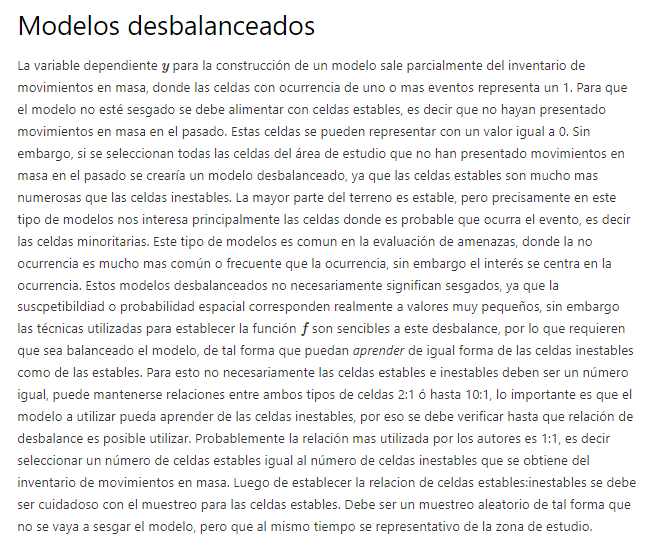 Modelos desbalanceados
La variable dependiente y para la construcción de un modelo sale parcialmente del inventario de
movimientos en masa, donde las celdas con ocurrencia de uno o mas eventos representa un 1. Para que
el modelo no esté sesgado se debe alimentar con celdas estables, es decir que no hayan presentado
movimientos en masa en el pasado. Estas celdas se pueden representar con un valor igual a 0. Sin
embargo, si se seleccionan todas las celdas del área de estudio que no han presentado movimientos en
masa en el pasado se crearía un modelo desbalanceado, ya que las celdas estables son mucho mas
numerosas que las celdas inestables. La mayor parte del terreno es estable, pero precisamente en este
tipo de modelos nos interesa principalmente las celdas donde es probable que ocurra el evento, es decir
las celdas minoritarias. Este tipo de modelos es comun en la evaluación de amenazas, donde la no
ocurrencia es mucho mas común o frecuente que la ocurrencia, sin embargo el interés se centra en la
ocurrencia. Estos modelos desbalanceados no necesariamente significan sesgados, ya que la
suscpetibildiad o probabilidad espacial corresponden realmente a valores muy pequeños, sin embargo
las técnicas utilizadas para establecer la función f son sencibles a este desbalance, por lo que requieren
que sea balanceado el modelo, de tal forma que puedan aprender de igual forma de las celdas inestables
como de las estables. Para esto no necesariamente las celdas estables e inestables deben ser un número
igual, puede mantenerse relaciones entre ambos tipos de celdas 2:1 ó hasta 10:1, lo importante es que el
modelo a utilizar pueda aprender de las celdas inestables, por eso se debe verificar hasta que relación de
desbalance es posible utilizar. Probablemente la relación mas utilizada por los autores es 1:1, es decir
seleccionar un número de celdas estables igual al número de celdas inestables que se obtiene del
inventario de movimientos en masa. Luego de establecer la relacion de celdas estables:inestables se debe
ser cuidadoso con el muestreo para las celdas estables. Debe ser un muestreo aleatorio de tal forma que
no se vaya a sesgar el modelo, pero que al mismo tiempo se representativo de la zona de estudio.